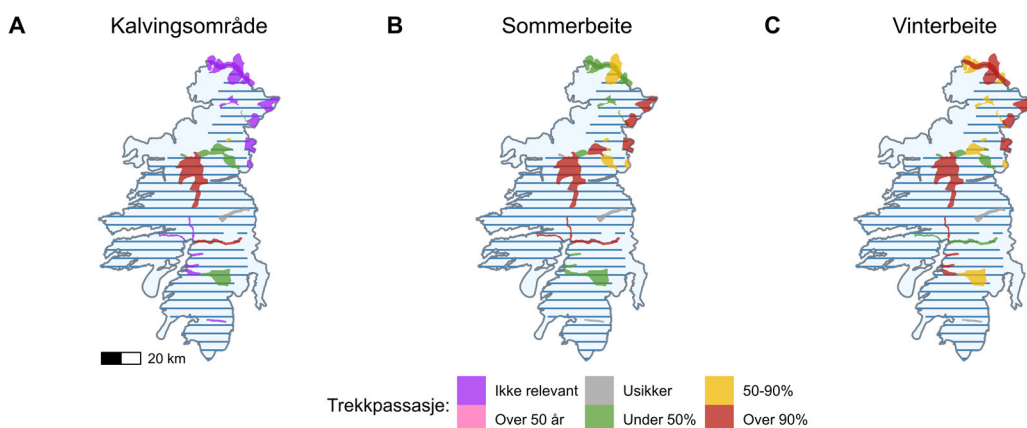 A Kalvingsområde
B Sommerbeite
C Vinterbeite
20 km
Trekkpassasje:
Ikke relevant
Usikker
50-90%
Over 50 år
Under 50%
Over 90%